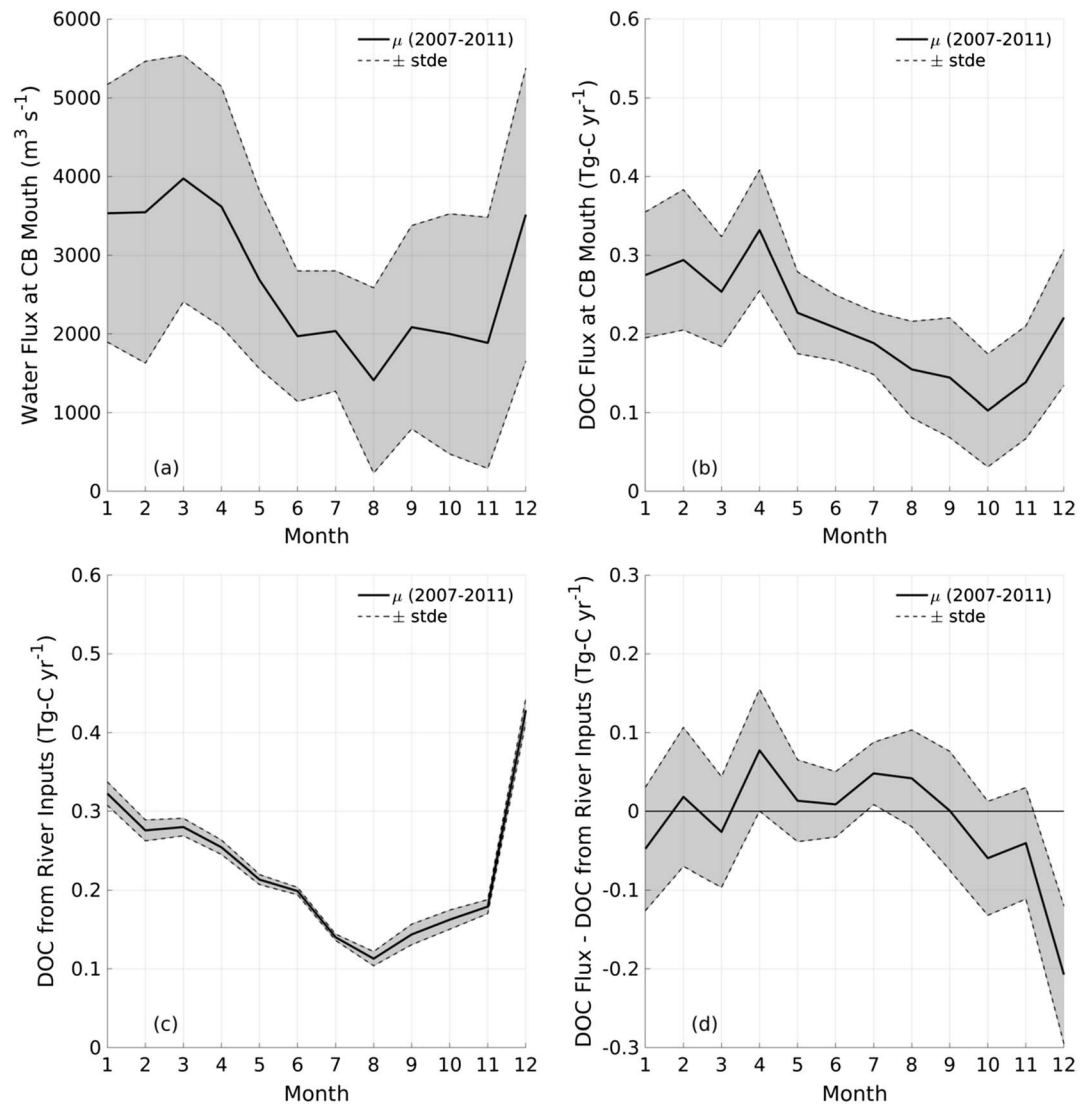 6000
5000
4000
3000
2000
1000
0
Water Flux at CB Mouth (m³ s⁻¹)
μ (2007-2011)
± stde
(a)
1 2 3 4 5 6 7 8 9 10 11 12
Month
0.6
0.5
0.4
0.3
0.2
0.1
0
DOC Flux at CB Mouth (Tg-C yr⁻¹)
μ (2007-2011)
± stde
(b)
1 2 3 4 5 6 7 8 9 10 11 12
Month
0.6
0.5
0.4
0.3
0.2
0.1
0
DOC from River Inputs (Tg-C yr⁻¹)
μ (2007-2011)
± stde
(c)
1 2 3 4 5 6 7 8 9 10 11 12
Month
0.3
0.2
0.1
0
-0.1
-0.2
-0.3
DOC Flux - DOC from River Inputs (Tg-C yr⁻¹)
μ (2007-2011)
± stde
(d)
1 2 3 4 5 6 7 8 9 10 11 12
Month